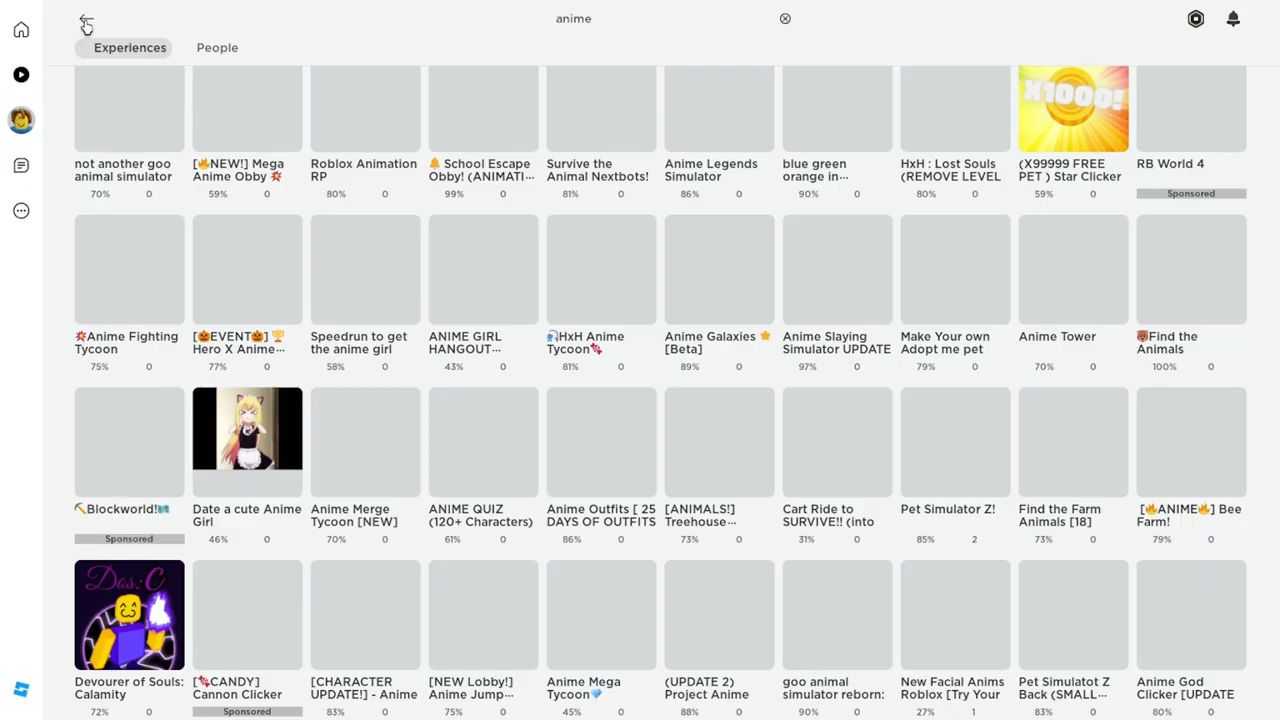 anime
Experiences
People
X1000!
not another goo
animal simulator
70% 0
[🔥NEW!] Mega
Anime Obby 💥
59% 0
Roblox Animation
RP
80% 0
🔔 School Escape
Obby! (ANIMATI...
99% 0
Survive the
Animal Nextbots!
81% 0
Anime Legends
Simulator
86% 0
blue green
orange in...
90% 0
HxH : Lost Souls
(REMOVE LEVEL
80% 0
(X99999 FREE
PET ) Star Clicker
59% 0
RB World 4
Sponsored
💥Anime Fighting
Tycoon
75% 0
[🎃EVENT🎃] 🏆
Hero X Anime...
77% 0
Speedrun to get
the anime girl
58% 0
ANIME GIRL
HANGOUT...
43% 0
HxH Anime
Tycoon🍬
81% 0
Anime Galaxies ⭐
[Beta]
89% 0
Anime Slaying
Simulator UPDATE
97% 0
Make Your own
Adopt me pet
79% 0
Anime Tower
70% 0
🐻Find the
Animals
100% 0
⛏️Blockworld!🗺️
Sponsored
Date a cute Anime
Girl
46% 0
Anime Merge
Tycoon [NEW]
70% 0
ANIME QUIZ
(120+ Characters)
61% 0
Anime Outfits [ 25
DAYS OF OUTFITS
86% 0
[ANIMALS!]
Treehouse...
73% 0
Cart Ride to
SURVIVE!! (into
31% 0
Pet Simulator Z!
85% 2
Find the Farm
Animals [18]
73% 0
[🔥ANIME🔥] Bee
Farm!
79% 0
Dos:C
Devourer of Souls:
Calamity
72% 0
[🍬CANDY]
Cannon Clicker
Sponsored
[CHARACTER
UPDATE!] - Anime
83% 0
[NEW Lobby!]
Anime Jump...
75% 0
Anime Mega
Tycoon💎
45% 0
(UPDATE 2)
Project Anime
88% 0
goo animal
simulator reborn:
90% 0
New Facial Anims
Roblox [Try Your
27% 1
Pet Simulatot Z
Back (SMALL...
83% 0
Anime God
Clicker [UPDATE
80% 0